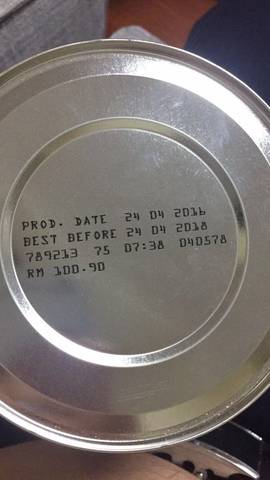 PROD. DATE 24 04 2016
BEST BEFORE 24 04 2018
789213 75 07:38 040578
RM 100.90